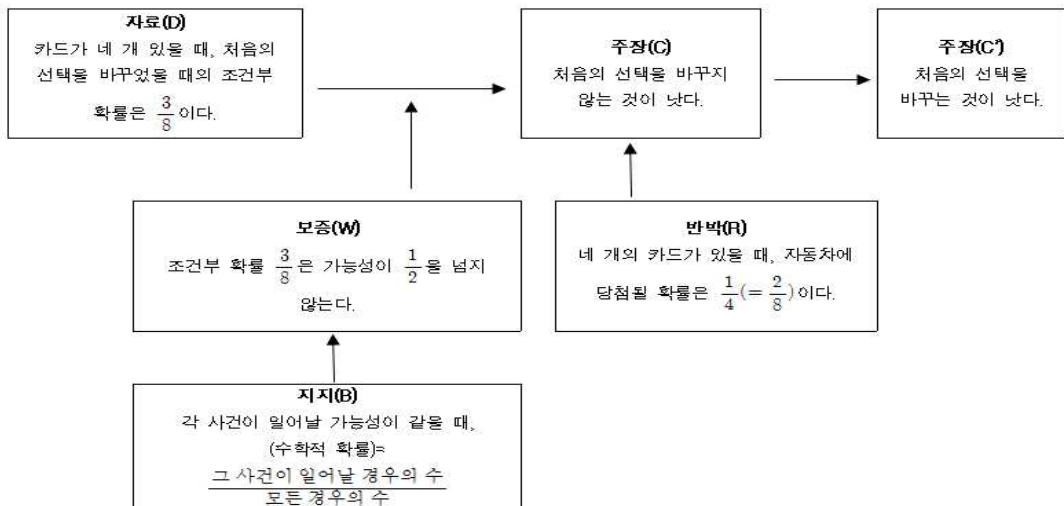 자료(D)
카드가 네 개 있을 때, 처음의
선택을 바꾸었을 때의 조건부
확률은 3/8이다.
주장(C)
처음의 선택을 바꾸지
않는 것이 낫다.
주장(C')
처음의 선택을
바꾸는 것이 낫다.
보증(W)
조건부 확률 3/8은 가능성이 1/2을 넘지
않는다.
반박(R)
네 개의 카드가 있을 때, 자동차에
당첨될 확률은 1/4(=2/8)이다.
지지(B)
각 사건이 일어날 가능성이 같을 때,
(수학적 확률)=
그 사건이 일어날 경우의 수
모든 경우의 수